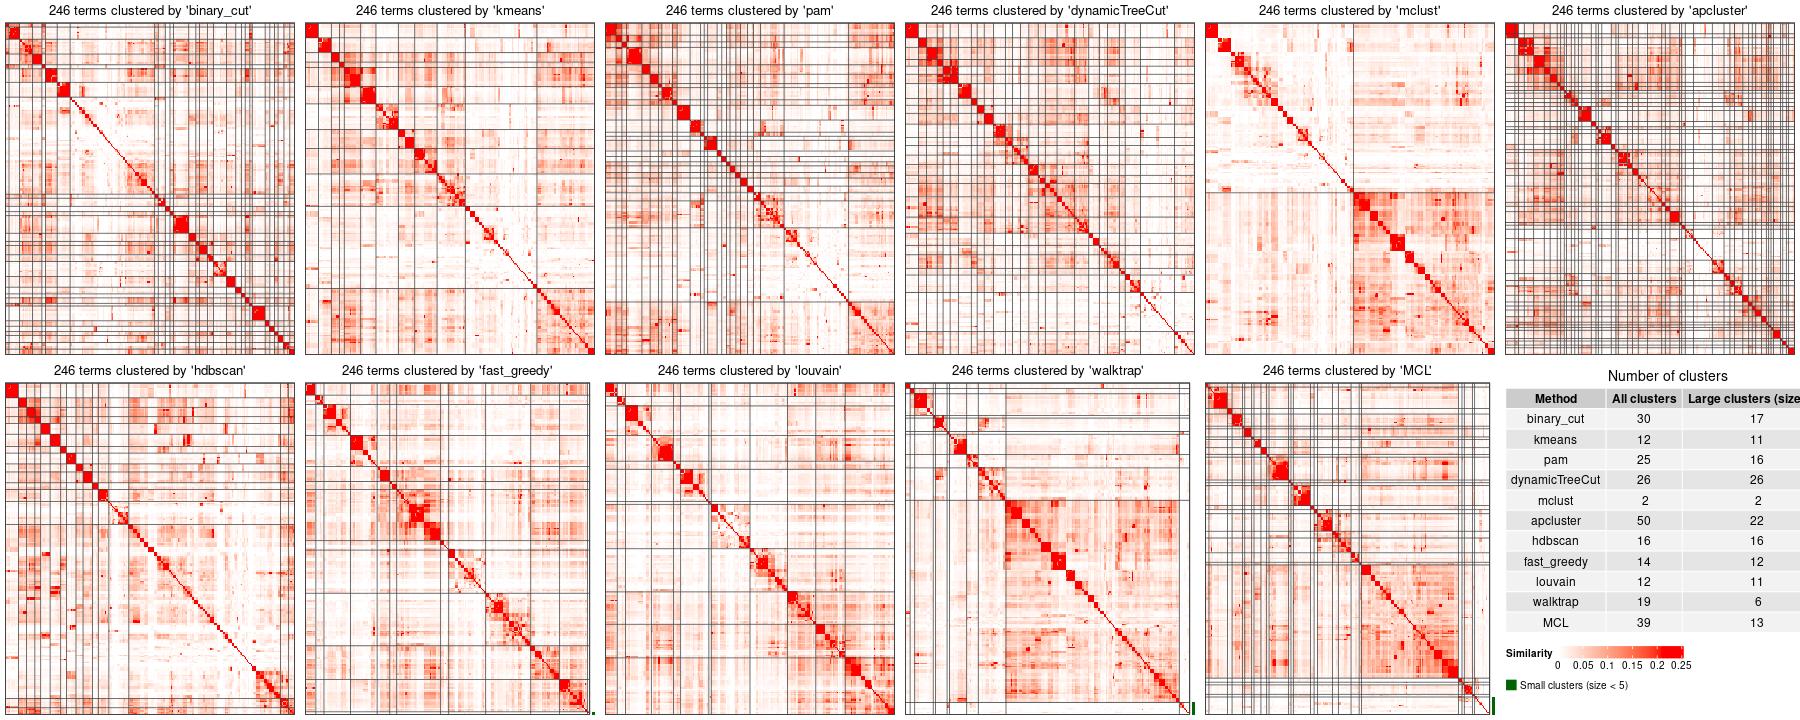 246 terms clustered by 'binary_cut'
246 terms clustered by 'kmeans'
246 terms clustered by 'pam'
246 terms clustered by 'dynamicTreeCut'
246 terms clustered by 'mclust'
246 terms clustered by 'apcluster'
246 terms clustered by 'hdbscan'
246 terms clustered by 'fast_greedy'
246 terms clustered by 'louvain'
246 terms clustered by 'walktrap'
246 terms clustered by 'MCL'
Number of clusters
Method All clusters Large clusters (size
binary_cut 30 17
kmeans 12 11
pam 25 16
dynamicTreeCut 26 26
mclust 2 2
apcluster 50 22
hdbscan 16 16
fast_greedy 14 12
louvain 12 11
walktrap 19 6
MCL 39 13
Similarity
0 0.05 0.1 0.15 0.2 0.25
Small clusters (size < 5)